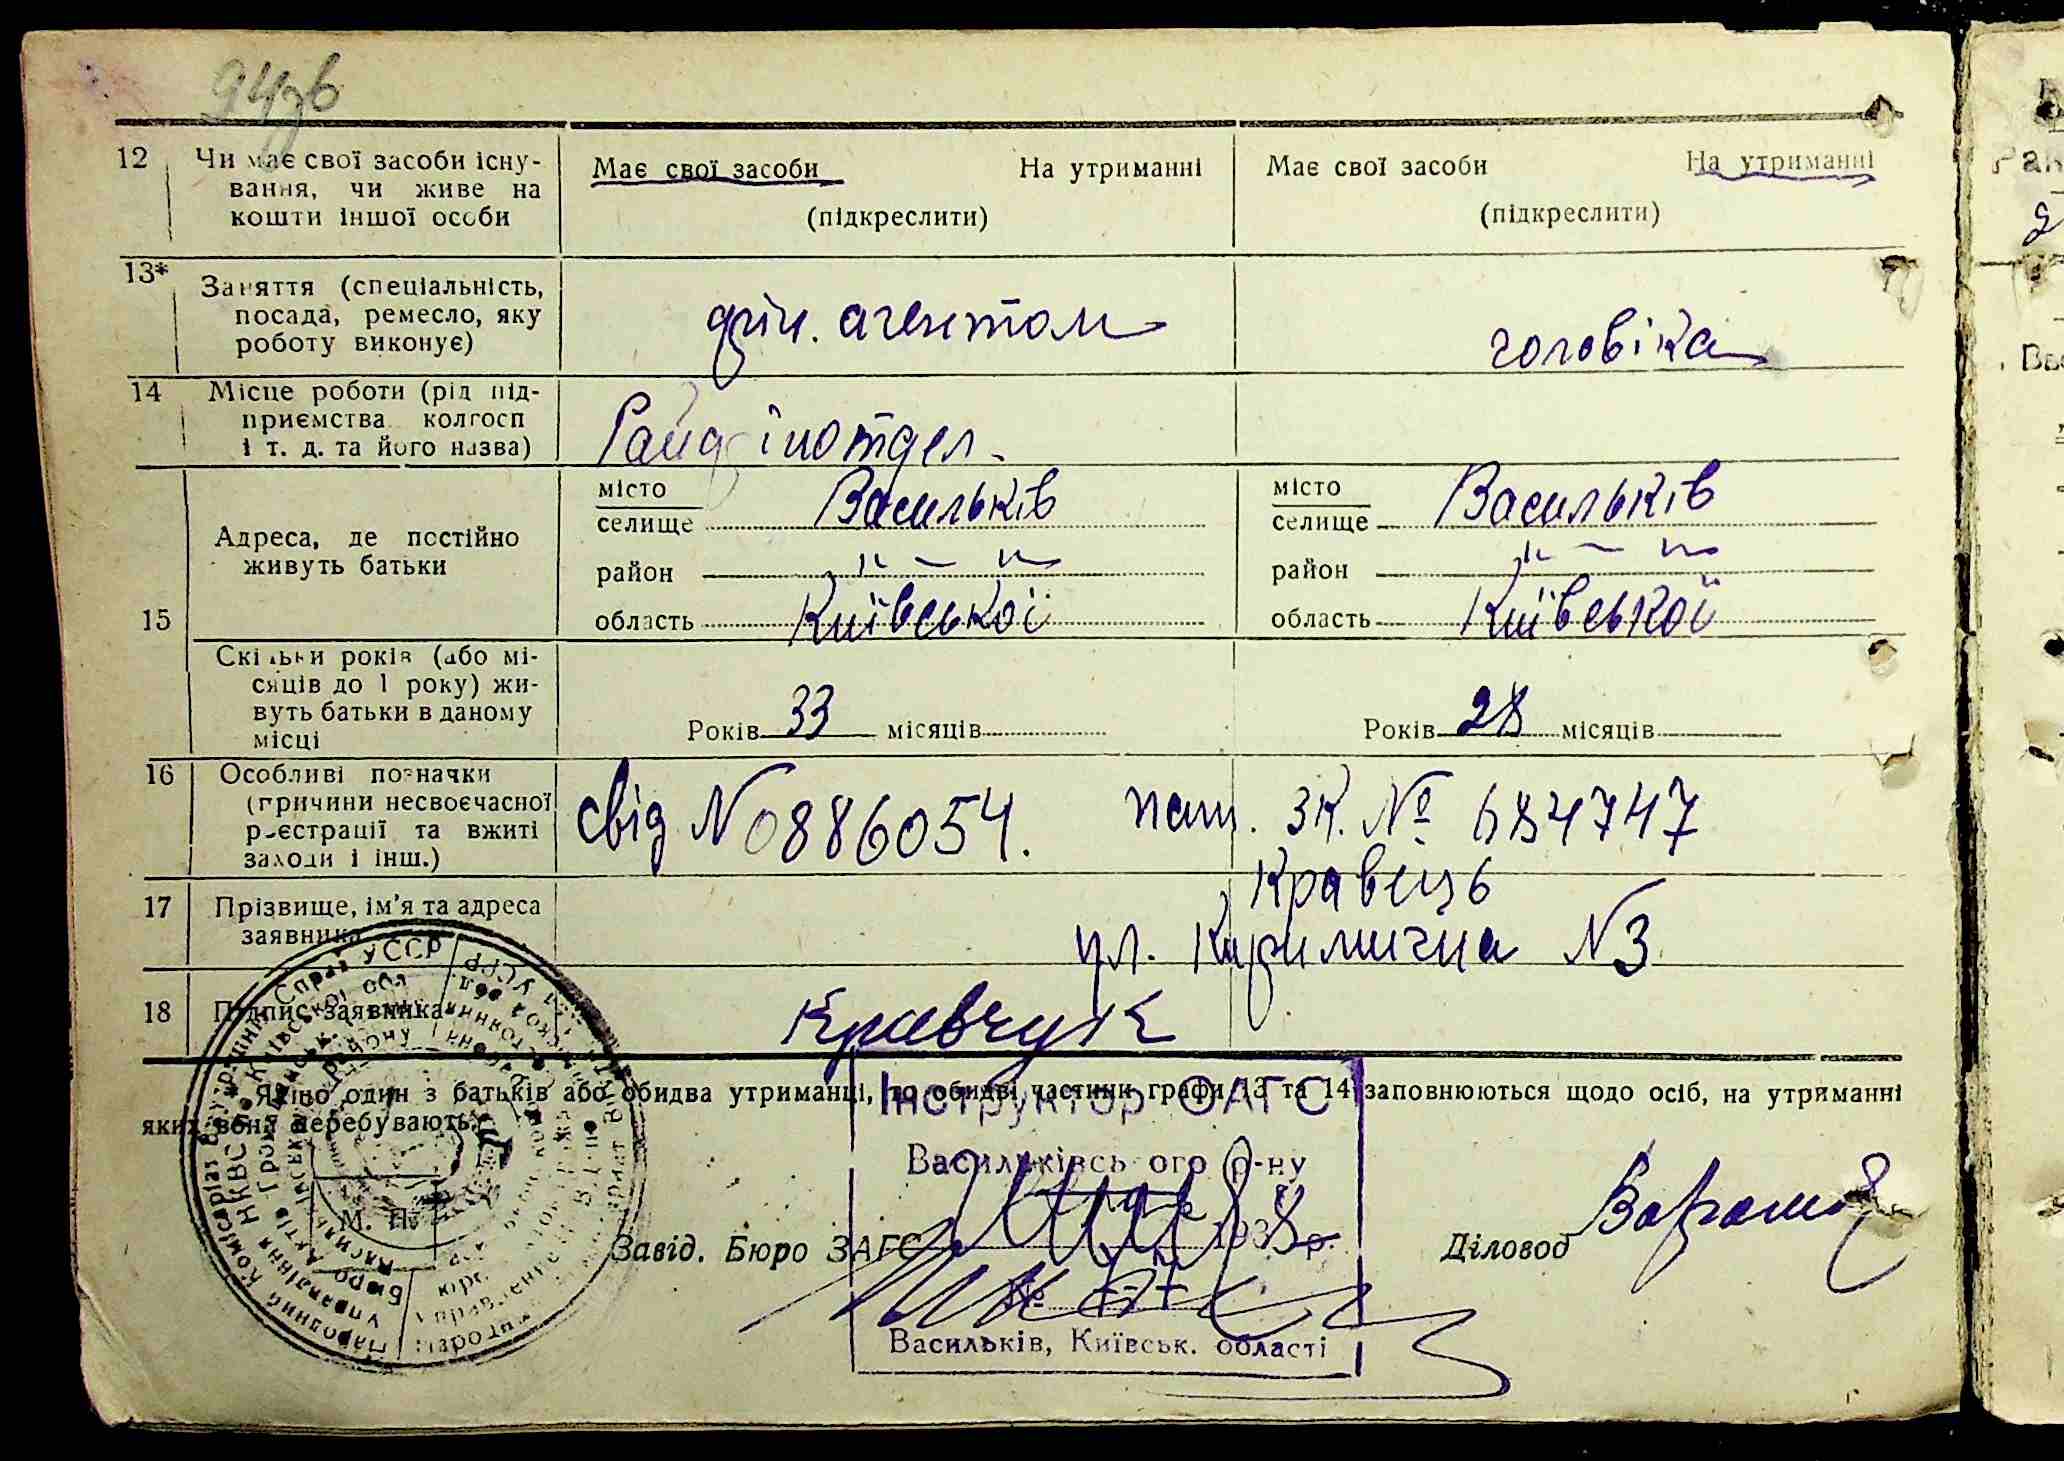 12 Чи має свої засоби існу-
вання, чи живе на
кошти іншої особи
Має свої засоби На утриманні
(підкреслити)
Має свої засоби На утриманні
(підкреслити)
13* Заняття (спеціальність,
посада, ремесло, яку
роботу виконує)
фін. агентом
чоловіка
14 Місце роботи (рід під-
приємства колгосп
і т. д. та його назва)
Райфінотдел.
15 Адреса, де постійно
живуть батьки
місто
селище Васильків
район " — "
область Київської
місто
селище Васильків
район " — "
область Київської
Скільки років (або мі-
сяців до 1 року) жи-
вуть батьки в даному
місці
Років 33 місяців
Років 28 місяців
16 Особливі позначки
(причини несвоєчасної
реєстрації та вжиті
заходи і інш.)
свід №0886054. пасп. ЗК. № 684747
17 Прізвище, ім'я та адреса
заявника
Кравець
ул. №3
18 Підпис заявника
Кравчук
Якщо один з батьків або обидва утриманці, то обидві частини графи 13 та 14 заповнюються щодо осіб, на утриманні
яких вони перебувають.
М. П.
Інструктор ОАГС
Васильківського р-ну
1938 р.
№
Васильків, Київськ. області
Завід. Бюро ЗАГС
Діловод